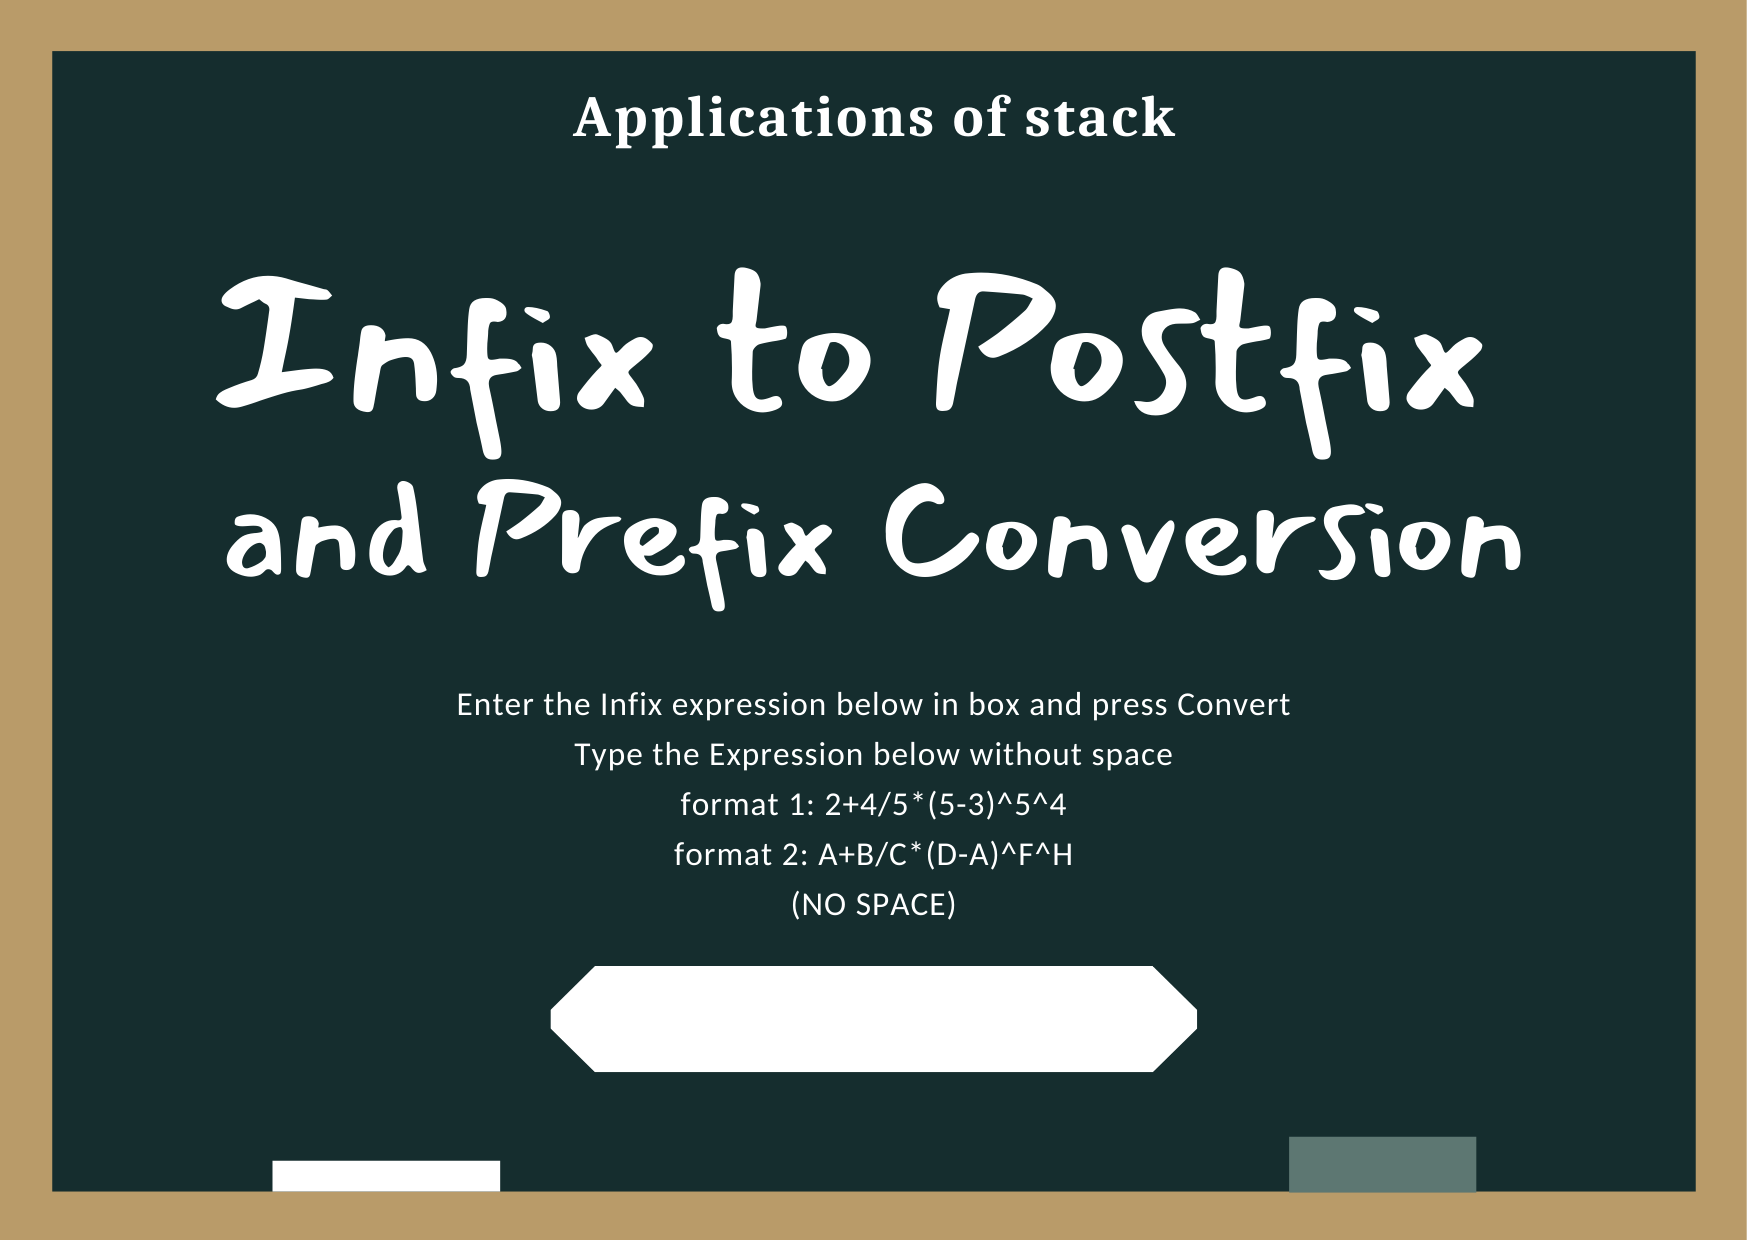 Applications of stack
Infix to Postfix
and Prefix Conversion
Enter the Infix expression below in box and press Convert
Type the Expression below without space
format 1: 2+4/5*(5-3)^5^4
format 2: A+B/C*(D-A)^F^H
(NO SPACE)